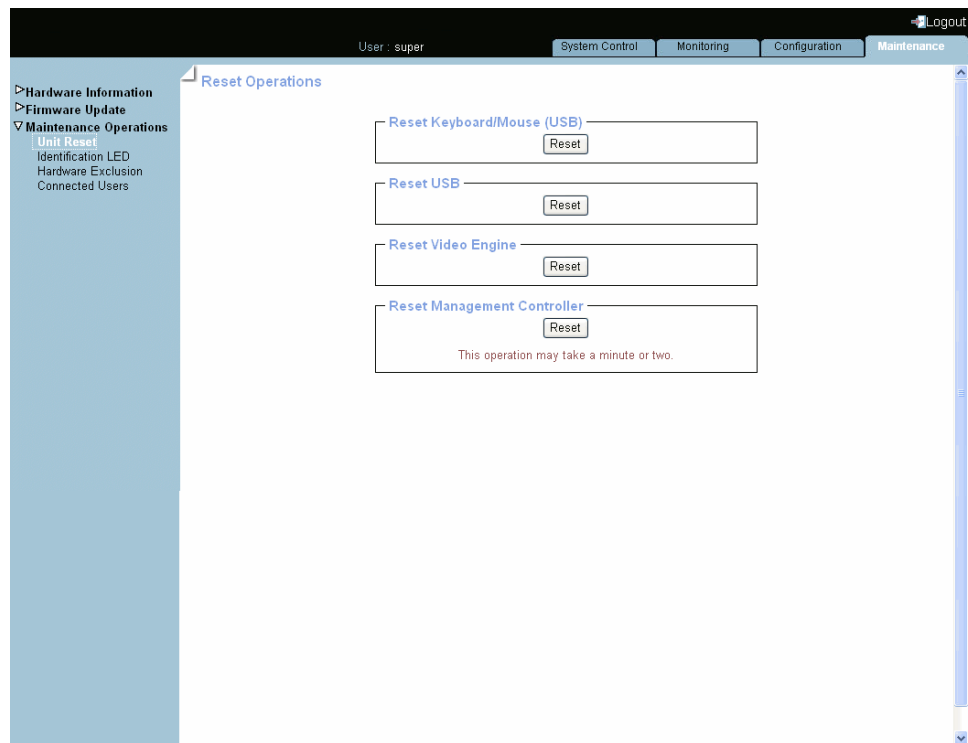 Logout
User : super
System Control
Monitoring
Configuration
Maintenance
Hardware Information
Firmware Update
Maintenance Operations
Unit Reset
Identification LED
Hardware Exclusion
Connected Users
Reset Operations
Reset Keyboard/Mouse (USB)
Reset
Reset USB
Reset
Reset Video Engine
Reset
Reset Management Controller
Reset
This operation may take a minute or two.